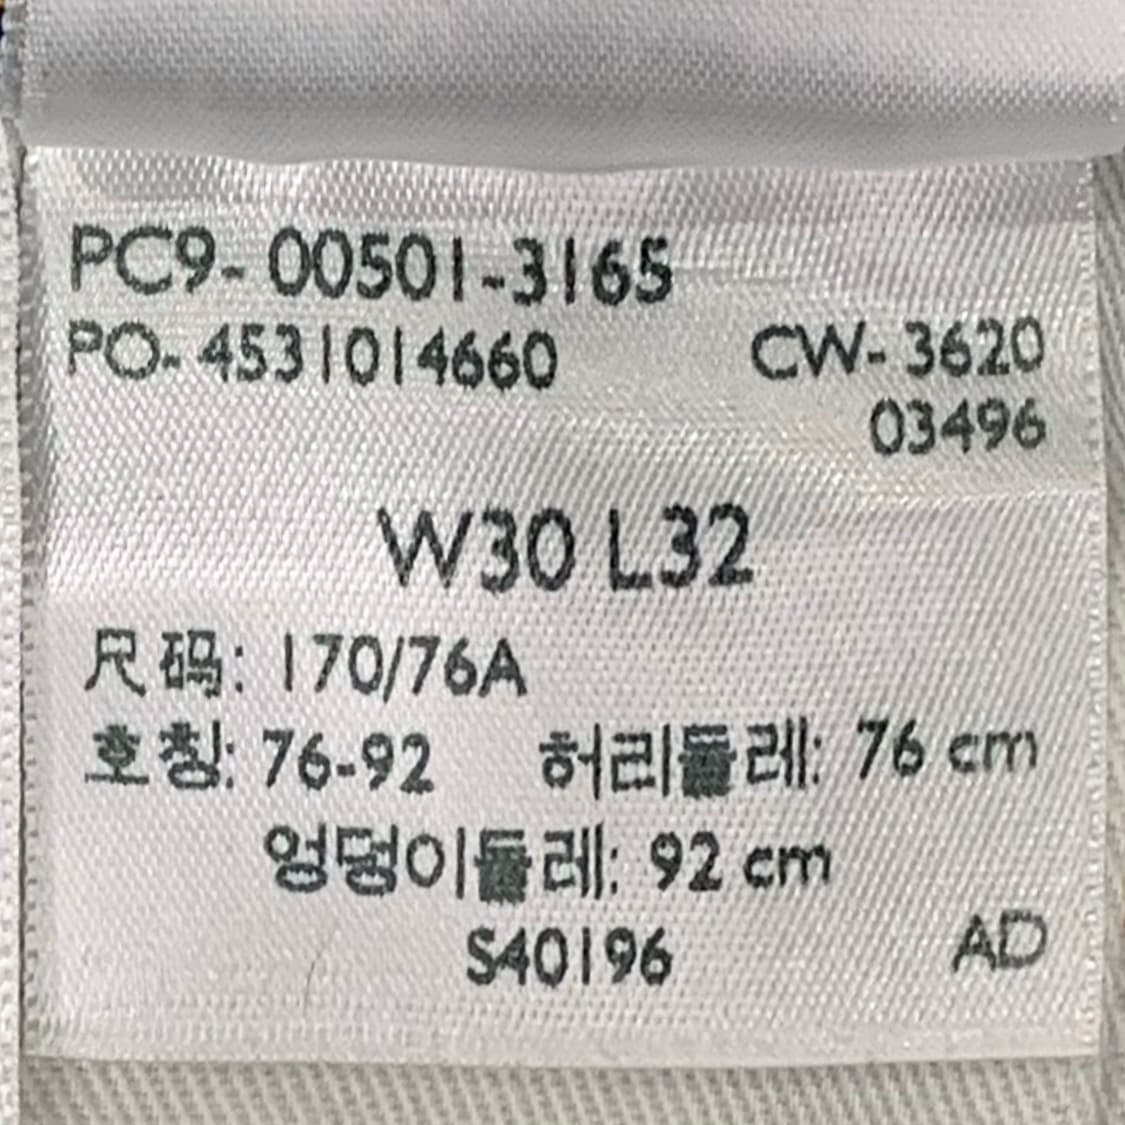 PC9-00501-3165
PO-4531014660 CW-3620
03496
W30 L32
尺码: 170/76A
호칭: 76-92 허리둘레: 76 cm
엉덩이둘레: 92 cm
S40196 AD